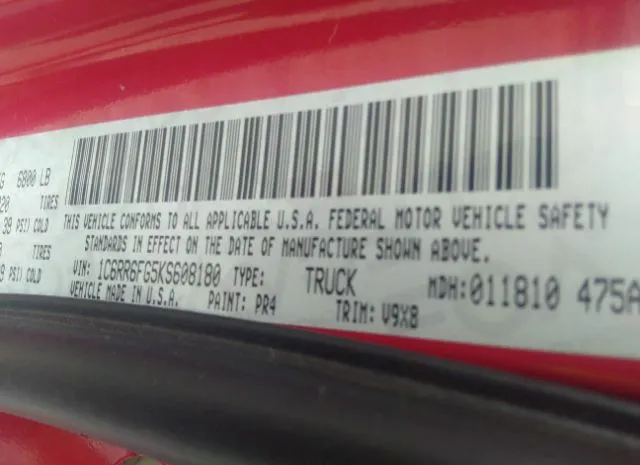 G 6800 LB
020 TIRES
39 PSI COLD
TIRES
9 PSI COLD
THIS VEHICLE CONFORMS TO ALL APPLICABLE U.S.A. FEDERAL MOTOR VEHICLE SAFETY
STANDARDS IN EFFECT ON THE DATE OF MANUFACTURE SHOWN ABOVE.
VIN: 1C6RR6FG5KS608180 TYPE: TRUCK MDH:011810 475A
VEHICLE MADE IN U.S.A. PAINT: PR4 TRIM: V9X8